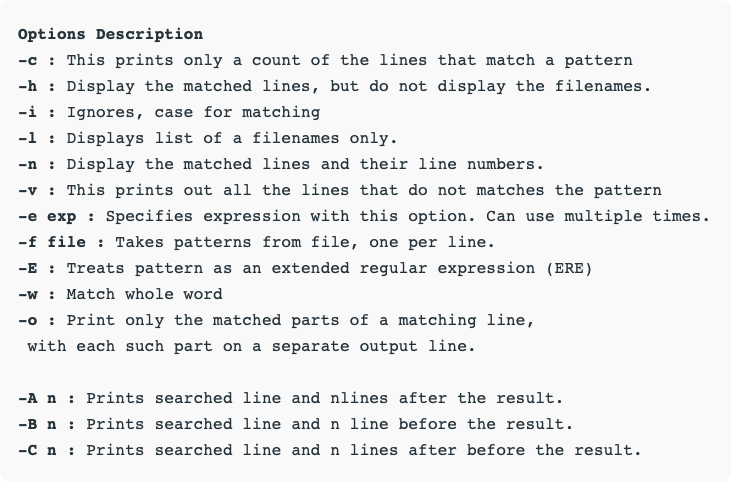 Options Description
-c : This prints only a count of the lines that match a pattern
-h : Display the matched lines, but do not display the filenames.
-i : Ignores, case for matching
-l : Displays list of a filenames only.
-n : Display the matched lines and their line numbers.
-v : This prints out all the lines that do not matches the pattern
-e exp : Specifies expression with this option. Can use multiple times.
-f file : Takes patterns from file, one per line.
-E : Treats pattern as an extended regular expression (ERE)
-w : Match whole word
-o : Print only the matched parts of a matching line,
 with each such part on a separate output line.

-A n : Prints searched line and nlines after the result.
-B n : Prints searched line and n line before the result.
-C n : Prints searched line and n lines after before the result.